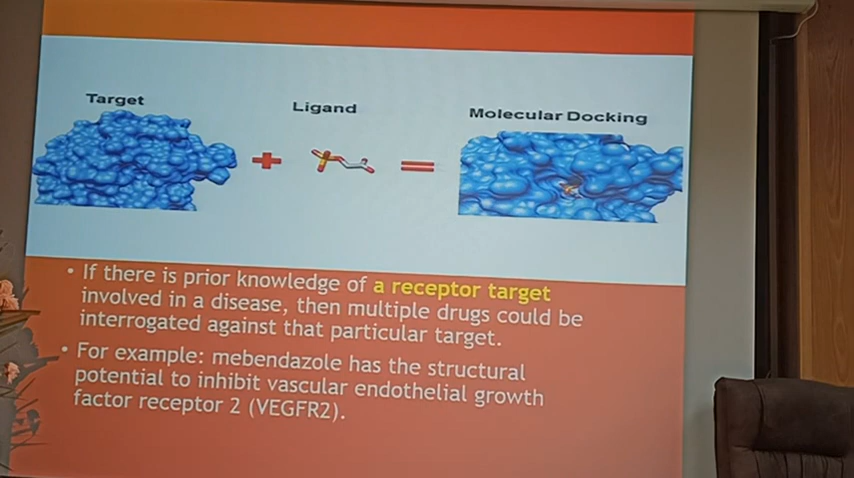 Target
Ligand
Molecular Docking
• If there is prior knowledge of a receptor target
involved in a disease, then multiple drugs could be
interrogated against that particular target.
• For example: mebendazole has the structural
potential to inhibit vascular endothelial growth
factor receptor 2 (VEGFR2).